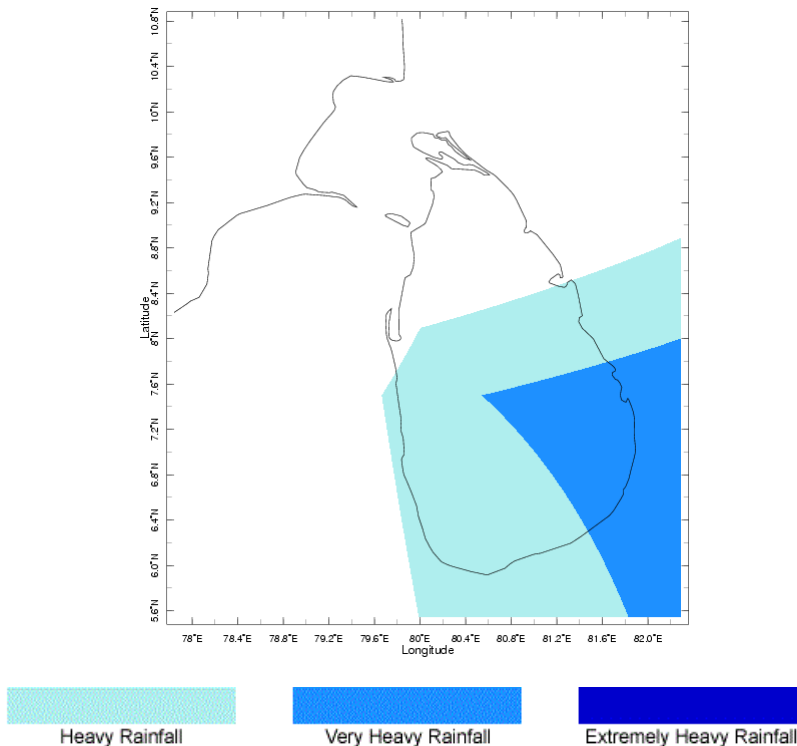 10.8°N
10.4°N
10°N
9.6°N
9.2°N
8.8°N
8.4°N
8°N
7.6°N
7.2°N
6.8°N
6.4°N
6.0°N
5.6°N
Latitude
78°E 78.4°E 78.8°E 79.2°E 79.6°E 80°E 80.4°E 80.8°E 81.2°E 81.6°E 82.0°E
Longitude
Heavy Rainfall Very Heavy Rainfall Extremely Heavy Rainfall